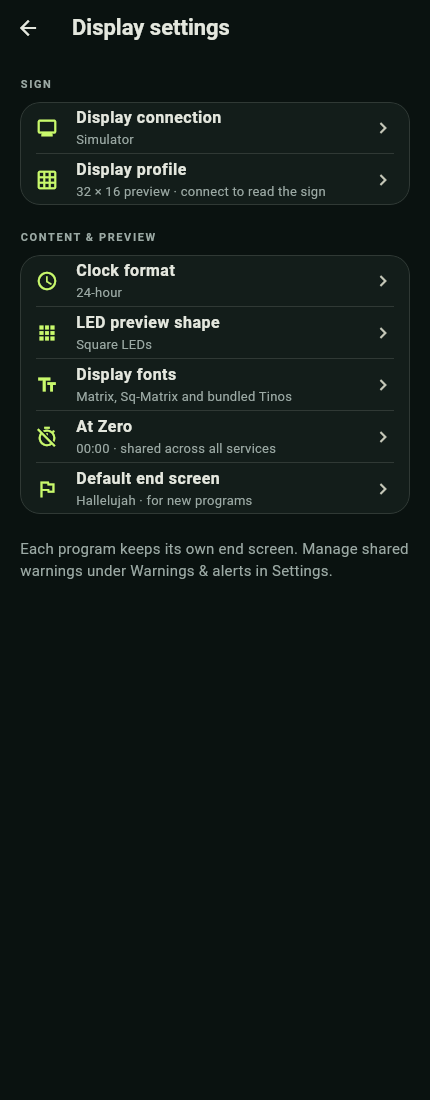 Display settings
SIGN
Display connection
Simulator
Display profile
32 × 16 preview · connect to read the sign
CONTENT & PREVIEW
Clock format
24-hour
LED preview shape
Square LEDs
Display fonts
Matrix, Sq-Matrix and bundled Tinos
At Zero
00:00 · shared across all services
Default end screen
Hallelujah · for new programs
Each program keeps its own end screen. Manage shared
warnings under Warnings & alerts in Settings.